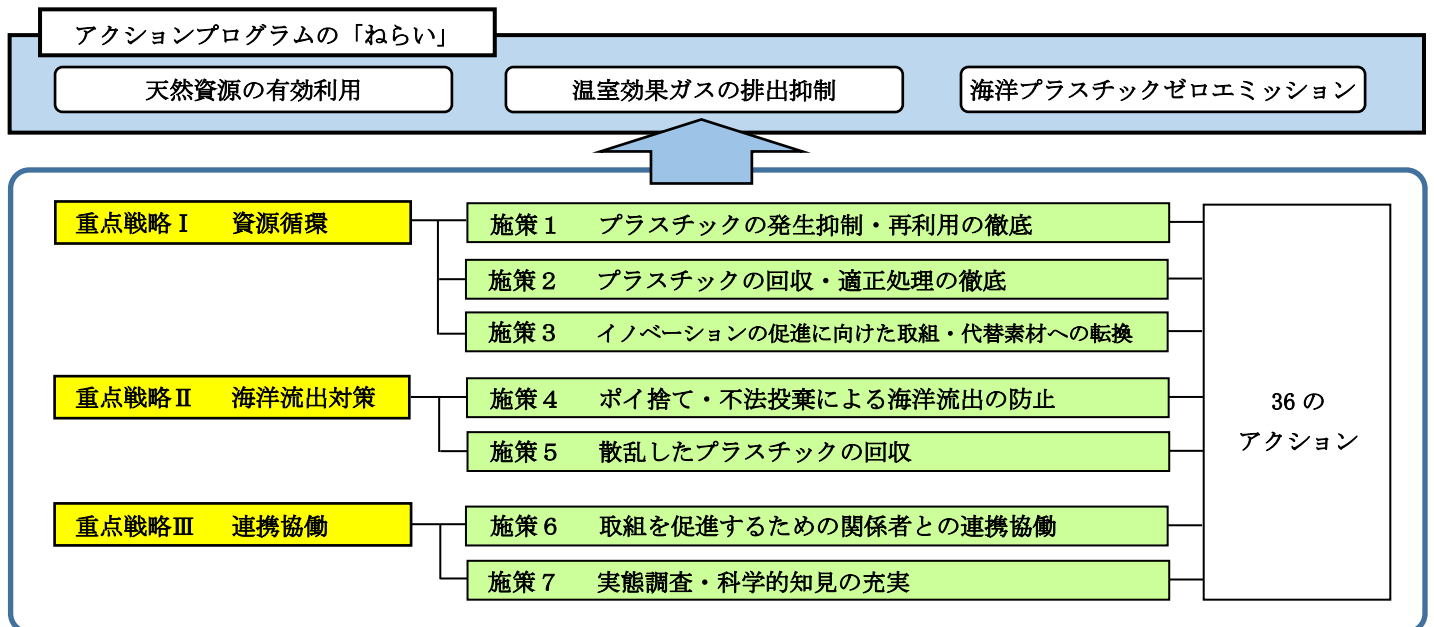 アクションプログラムの「ねらい」
天然資源の有効利用
温室効果ガスの排出抑制
海洋プラスチックゼロエミッション
重点戦略Ⅰ 資源循環
施策１ プラスチックの発生抑制・再利用の徹底
施策２ プラスチックの回収・適正処理の徹底
施策３ イノベーションの促進に向けた取組・代替素材への転換
重点戦略Ⅱ 海洋流出対策
施策４ ポイ捨て・不法投棄による海洋流出の防止
施策５ 散乱したプラスチックの回収
重点戦略Ⅲ 連携協働
施策６ 取組を促進するための関係者との連携協働
施策７ 実態調査・科学的知見の充実
36 の
アクション